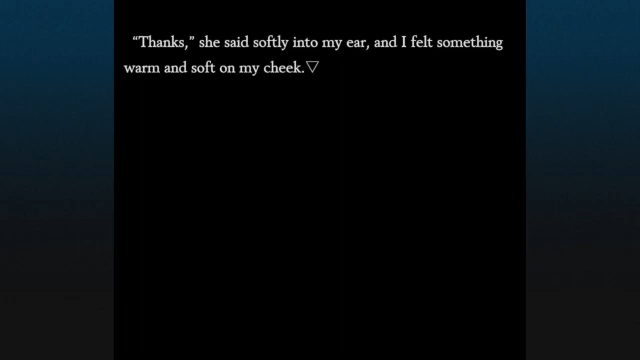 “Thanks,” she said softly into my ear, and I felt something
warm and soft on my cheek.▽